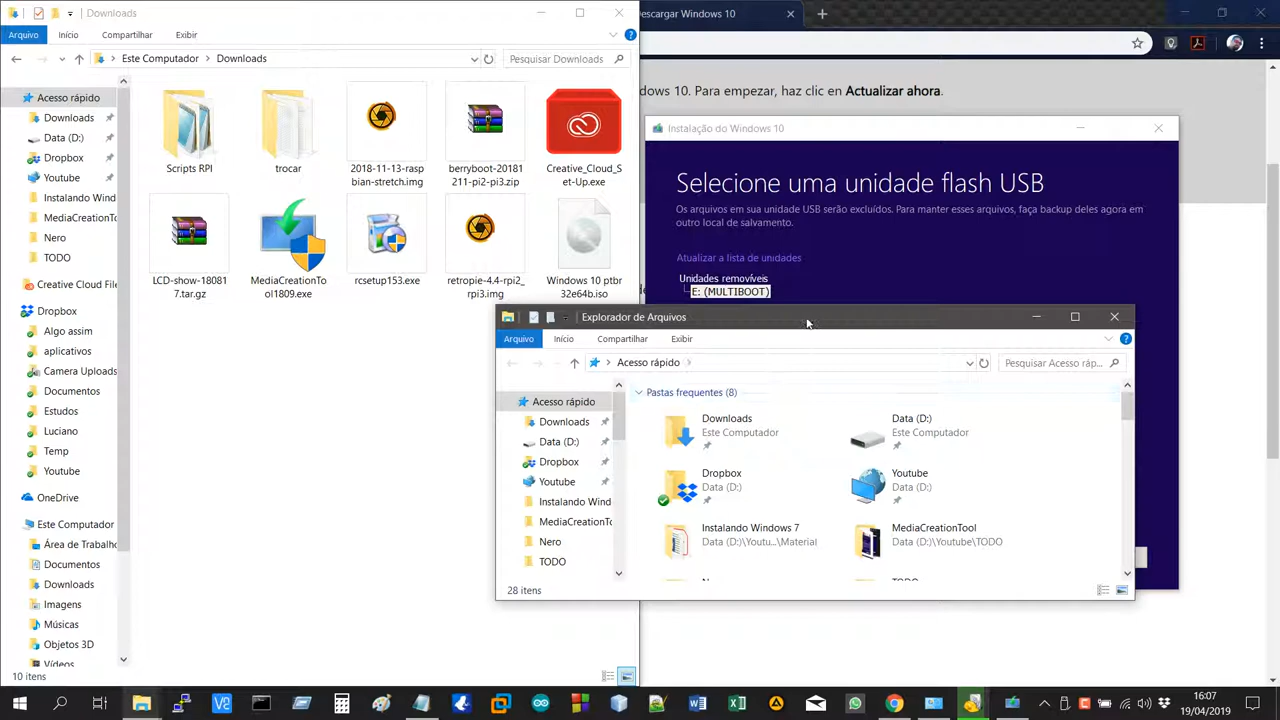 Downloads
Arquivo
Início
Compartilhar
Exibir
Este Computador
Downloads
Pesquisar Downloads
Acesso rápido
Downloads
Data (D:)
Dropbox
Youtube
Instalando Wind
MediaCreationTo
Nero
TODO
Creative Cloud File
Dropbox
Algo assim
aplicativos
Camera Uploads
Documentos
Estudos
Luciano
Temp
Youtube
OneDrive
Este Computador
Área de Trabalho
Documentos
Downloads
Imagens
Músicas
Objetos 3D
Vídeos
Scripts RPI
trocar
2018-11-13-rasp
bian-stretch.img
berryboot-20181
211-pi2-pi3.zip
Creative_Cloud_S
et-Up.exe
LCD-show-18081
7.tar.gz
MediaCreationTo
ol1809.exe
rcsetup153.exe
retropie-4.4-rpi2_
rpi3.img
Windows 10 ptbr
32e64b.iso
10 itens
escargar Windows 10
dows 10. Para empezar, haz clic en Actualizar ahora.
Instalação do Windows 10
Selecione uma unidade flash USB
Os arquivos em sua unidade USB serão excluídos. Para manter esses arquivos, faça backup deles agora em
outro local de salvamento.
Atualizar a lista de unidades
Unidades removíveis
E: (MULTIBOOT)
Explorador de Arquivos
Arquivo
Início
Compartilhar
Exibir
Acesso rápido
Pesquisar Acesso ráp...
Acesso rápido
Downloads
Data (D:)
Dropbox
Youtube
Instalando Wind
MediaCreationTo
Nero
TODO
Pastas frequentes (8)
Downloads
Este Computador
Data (D:)
Este Computador
Dropbox
Data (D:)
Youtube
Data (D:)
Instalando Windows 7
Data (D:)\Youtu...\Material
MediaCreationTool
Data (D:)\Youtube\TODO
28 itens
19/04/2019